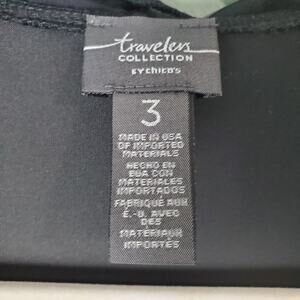 travelers
COLLECTION
BY CHICO'S
3
MADE IN USA
OF IMPORTED
MATERIALS
HECHO EN
EUA CON
MATERIALES
IMPORTADOS
FABRIQUÉ AUX
É.-U. AVEC
DES
MATERIAUX
IMPORTÉS